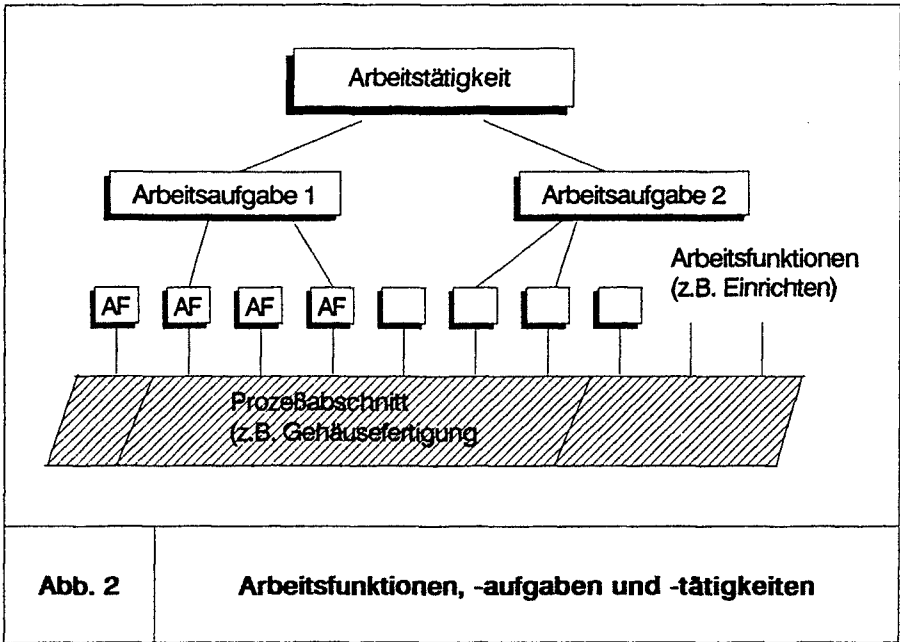 Arbeitstätigkeit
Arbeitsaufgabe 1
Arbeitsaufgabe 2
Arbeitsfunktionen
(z.B. Einrichten)
AF
AF
AF
AF
Prozeßabschnitt
(z.B. Gehäusefertigung
Abb. 2
Arbeitsfunktionen, -aufgaben und -tätigkeiten